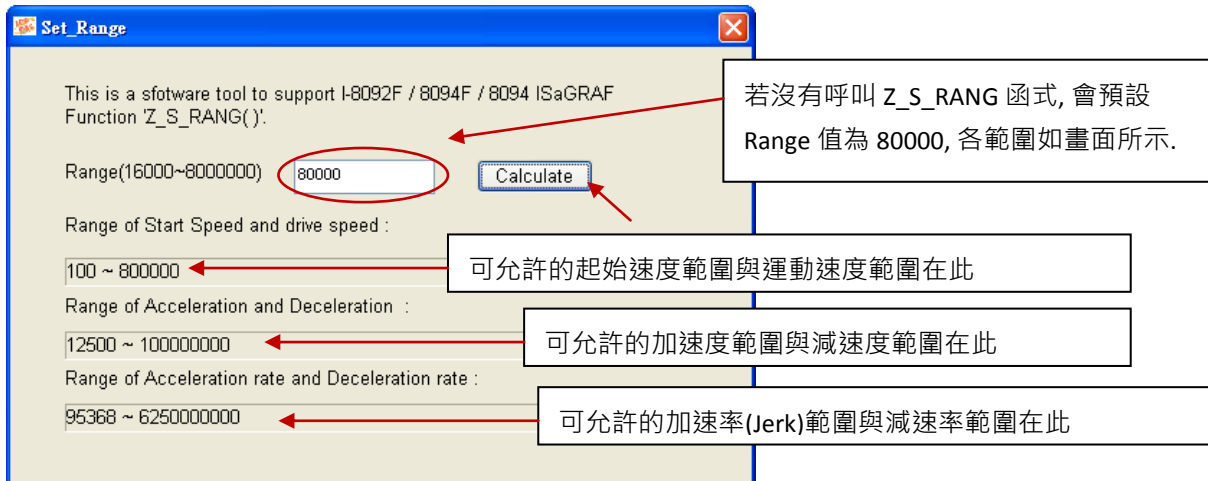 Set_Range
This is a sfotware tool to support I-8092F / 8094F / 8094 ISaGRAF
Function 'Z_S_RANG( )'.
若沒有呼叫 Z_S_RANG 函式, 會預設
Range 值為 80000, 各範圍如畫面所示.
Range(16000~8000000) 80000 Calculate
Range of Start Speed and drive speed :
100 ~ 800000
可允許的起始速度範圍與運動速度範圍在此
Range of Acceleration and Deceleration :
12500 ~ 100000000
可允許的加速度範圍與減速度範圍在此
Range of Acceleration rate and Deceleration rate :
95368 ~ 6250000000
可允許的加速率(Jerk)範圍與減速率範圍在此